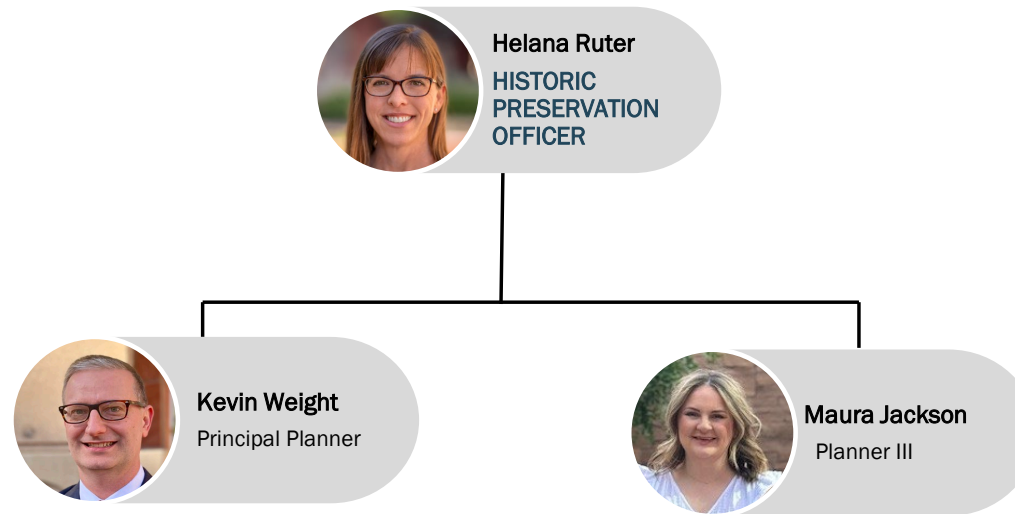 Helana Ruter
HISTORIC
PRESERVATION
OFFICER
Kevin Weight
Principal Planner
Maura Jackson
Planner III